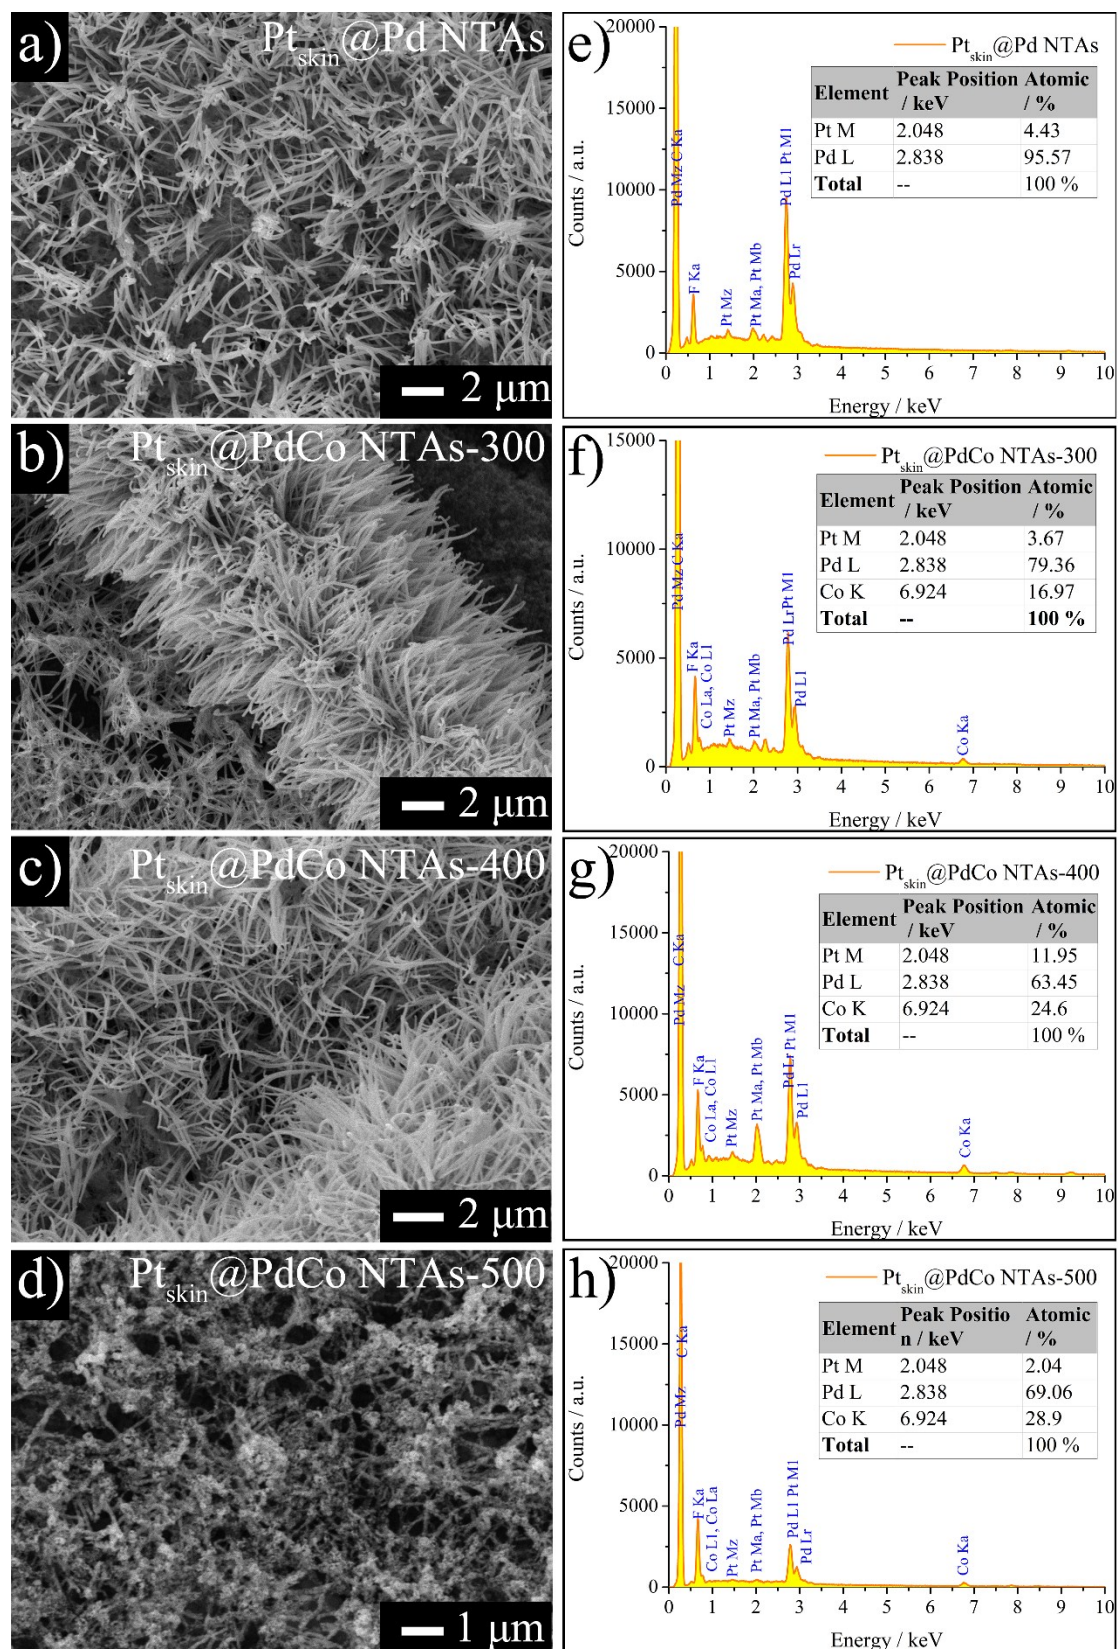 a)
Pt_skin@Pd NTAs
2 μm
b)
Pt_skin@PdCo NTAs-300
2 μm
c)
Pt_skin@PdCo NTAs-400
2 μm
d)
Pt_skin@PdCo NTAs-500
1 μm
e)
Pt_skin@Pd NTAs
Element Peak Position / keV Atomic / %
Pt M 2.048 4.43
Pd L 2.838 95.57
Total -- 100 %
20000
15000
10000
5000
0
Counts / a.u.
Pd Mz C Ka
F Ka
Pt Mz
Pt Ma, Pt Mb
Pd L1 Pt M1
Pd Lr
0 1 2 3 4 5 6 7 8 9 10
Energy / keV
f)
Pt_skin@PdCo NTAs-300
Element Peak Position / keV Atomic / %
Pt M 2.048 3.67
Pd L 2.838 79.36
Co K 6.924 16.97
Total -- 100 %
15000
10000
5000
0
Counts / a.u.
Pd Mz C Ka
F Ka
Co La, Co L1
Pt Mz
Pt Ma, Pt Mb
Pd Lr Pt M1
Pd L1
Co Ka
0 1 2 3 4 5 6 7 8 9 10
Energy / keV
g)
Pt_skin@PdCo NTAs-400
Element Peak Position / keV Atomic / %
Pt M 2.048 11.95
Pd L 2.838 63.45
Co K 6.924 24.6
Total -- 100 %
20000
15000
10000
5000
0
Counts / a.u.
Pd Mz C Ka
F Ka
Co La, Co L1
Pt Mz
Pt Ma, Pt Mb
Pd Lr Pt M1
Pd L1
Co Ka
0 1 2 3 4 5 6 7 8 9 10
Energy / keV
h)
Pt_skin@PdCo NTAs-500
Element Peak Positio n / keV Atomic / %
Pt M 2.048 2.04
Pd L 2.838 69.06
Co K 6.924 28.9
Total -- 100 %
20000
15000
10000
5000
0
Counts / a.u.
Pd Mz C Ka
F Ka
Co L1, Co La
Pt Mz
Pt Ma, Pt Mb
Pd L1 Pt M1
Pd Lr
Co Ka
0 1 2 3 4 5 6 7 8 9 10
Energy / keV